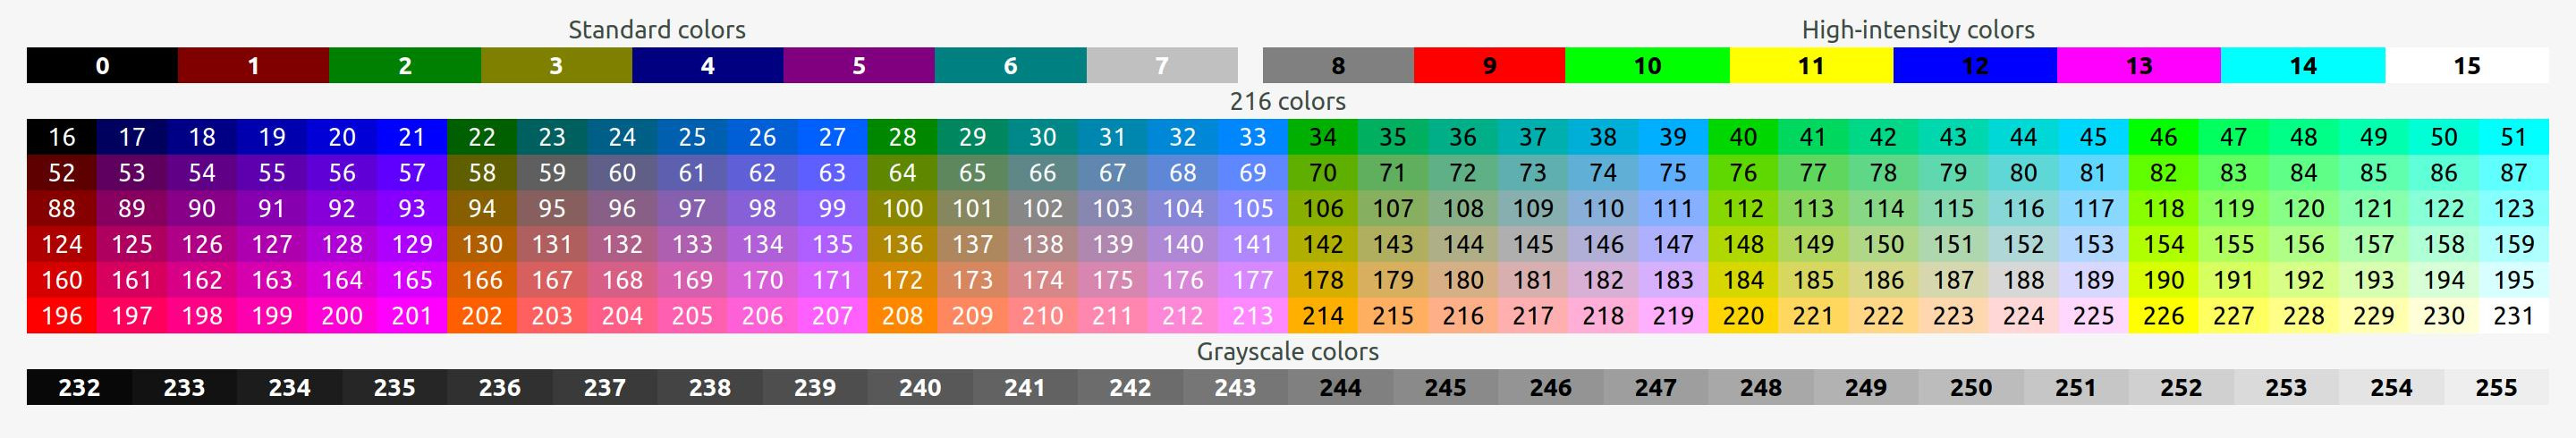 Standard colors High-intensity colors
0 1 2 3 4 5 6 7 8 9 10 11 12 13 14 15
216 colors
16 17 18 19 20 21 22 23 24 25 26 27 28 29 30 31 32 33 34 35 36 37 38 39 40 41 42 43 44 45 46 47 48 49 50 51
52 53 54 55 56 57 58 59 60 61 62 63 64 65 66 67 68 69 70 71 72 73 74 75 76 77 78 79 80 81 82 83 84 85 86 87
88 89 90 91 92 93 94 95 96 97 98 99 100 101 102 103 104 105 106 107 108 109 110 111 112 113 114 115 116 117 118 119 120 121 122 123
124 125 126 127 128 129 130 131 132 133 134 135 136 137 138 139 140 141 142 143 144 145 146 147 148 149 150 151 152 153 154 155 156 157 158 159
160 161 162 163 164 165 166 167 168 169 170 171 172 173 174 175 176 177 178 179 180 181 182 183 184 185 186 187 188 189 190 191 192 193 194 195
196 197 198 199 200 201 202 203 204 205 206 207 208 209 210 211 212 213 214 215 216 217 218 219 220 221 222 223 224 225 226 227 228 229 230 231
Grayscale colors
232 233 234 235 236 237 238 239 240 241 242 243 244 245 246 247 248 249 250 251 252 253 254 255